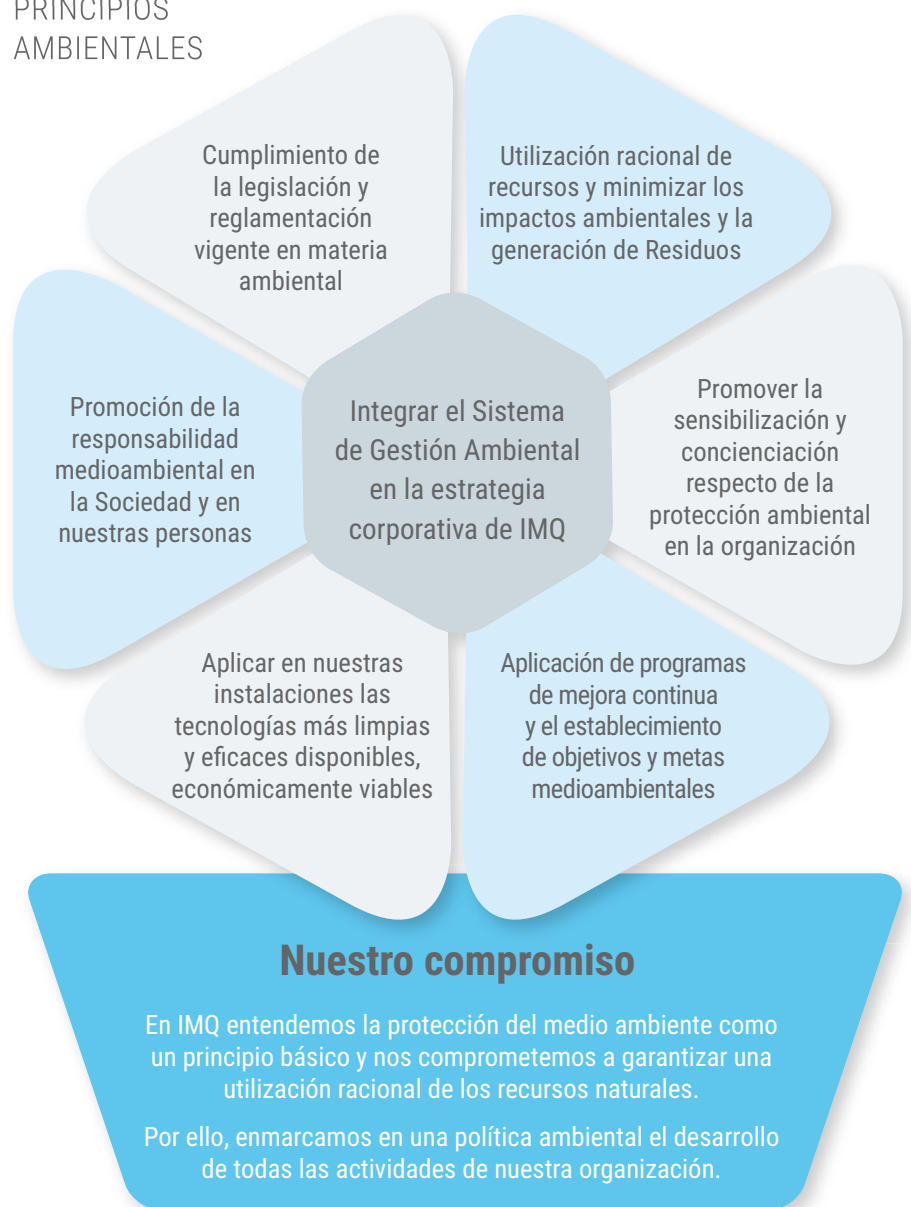 PRINCIPIOS
AMBIENTALES
Cumplimiento de
la legislación y
reglamentación
vigente en materia
ambiental
Utilización racional de
recursos y minimizar los
impactos ambientales y la
generación de Residuos
Promoción de la
responsabilidad
medioambiental en
la Sociedad y en
nuestras personas
Integrar el Sistema
de Gestión Ambiental
en la estrategia
corporativa de IMQ
Promover la
sensibilización y
concienciación
respecto de la
protección ambiental
en la organización
Aplicar en nuestras
instalaciones las
tecnologías más limpias
y eficaces disponibles,
económicamente viables
Aplicación de programas
de mejora continua
y el establecimiento
de objetivos y metas
medioambientales
Nuestro compromiso
En IMQ entendemos la protección del medio ambiente como
un principio básico y nos comprometemos a garantizar una
utilización racional de los recursos naturales.
Por ello, enmarcamos en una política ambiental el desarrollo
de todas las actividades de nuestra organización.